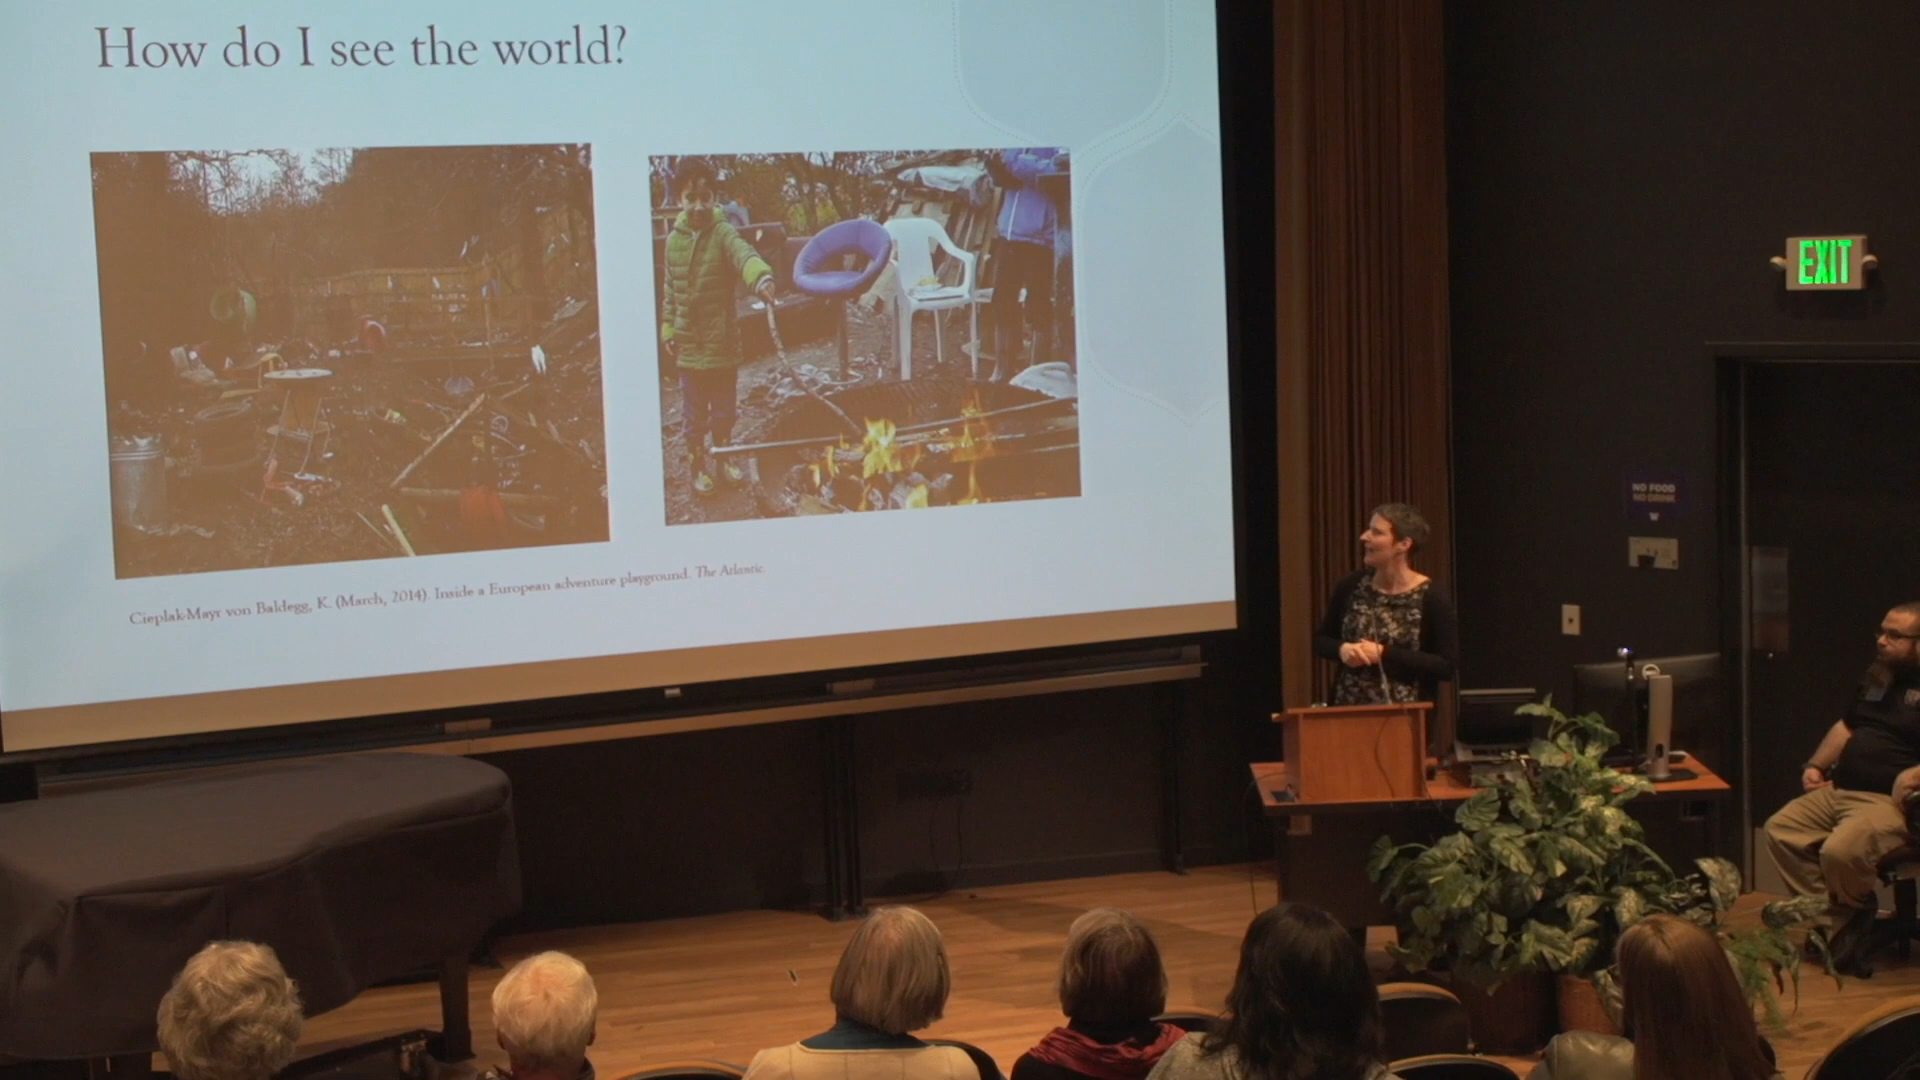 How do I see the world?
Cieplak-Mayr von Baldegg, K. (March, 2014). Inside a European adventure playground. The Atlantic.
EXIT
NO FOOD
NO DRINK
W